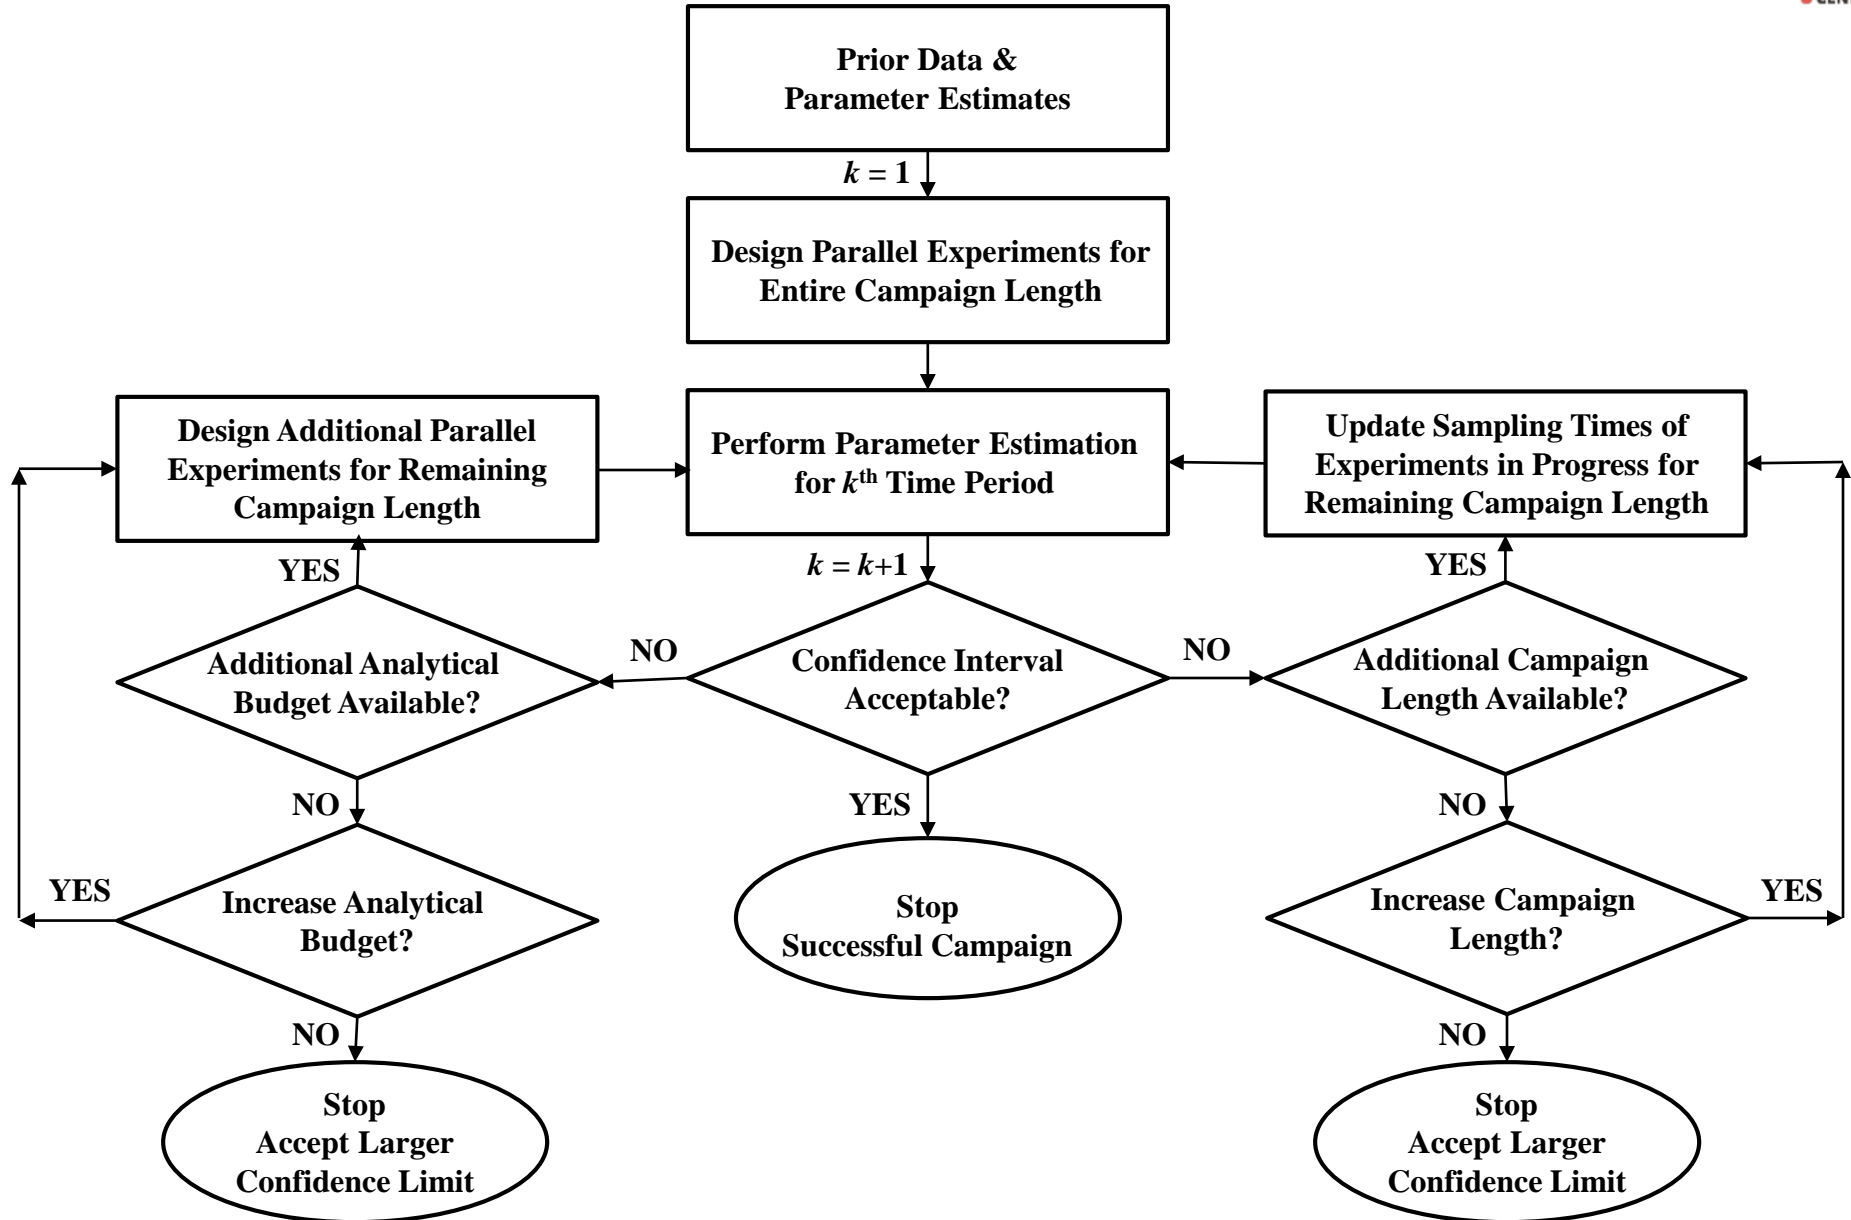 Prior Data &
Parameter Estimates
k = 1
Design Parallel Experiments for
Entire Campaign Length
Design Additional Parallel
Experiments for Remaining
Campaign Length
Perform Parameter Estimation
for kth Time Period
Update Sampling Times of
Experiments in Progress for
Remaining Campaign Length
YES
k = k+1
YES
Additional Analytical
Budget Available?
NO
Confidence Interval
Acceptable?
NO
Additional Campaign
Length Available?
NO
YES
NO
YES
Increase Analytical
Budget?
Stop
Successful Campaign
Increase Campaign
Length?
YES
NO
NO
Stop
Accept Larger
Confidence Limit
Stop
Accept Larger
Confidence Limit